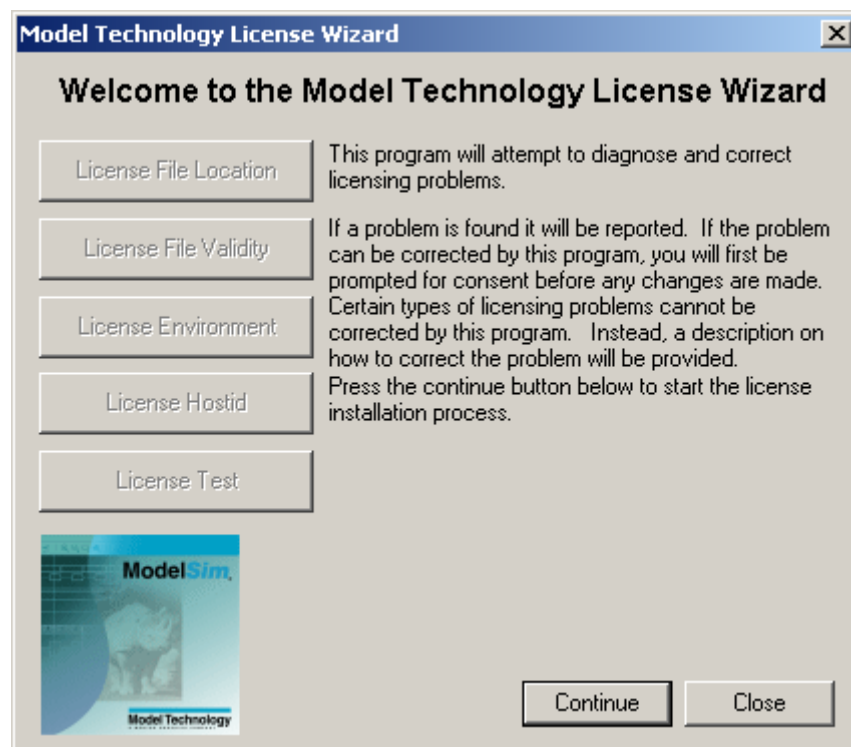 Model Technology License Wizard
Welcome to the Model Technology License Wizard
License File Location
License File Validity
License Environment
License Hostid
License Test
This program will attempt to diagnose and correct
licensing problems.
If a problem is found it will be reported.  If the problem
can be corrected by this program, you will first be
prompted for consent before any changes are made.
Certain types of licensing problems cannot be
corrected by this program.   Instead, a description on
how to correct the problem will be provided.
Press the continue button below to start the license
installation process.
ModelSim
Model Technology
Continue
Close